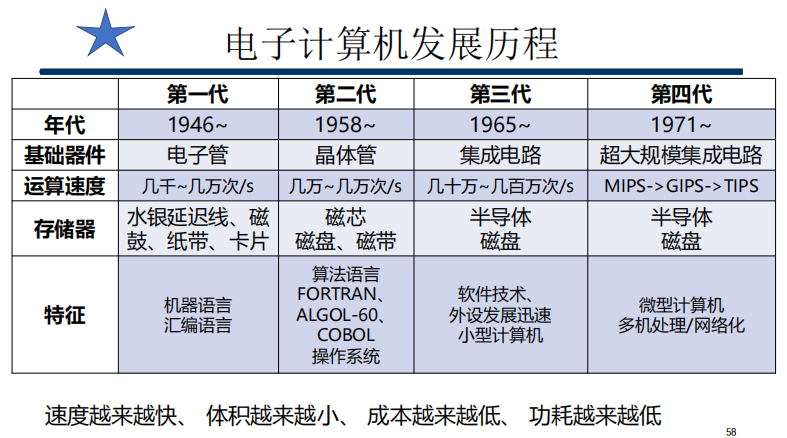 电子计算机发展历程
第一代 第二代 第三代 第四代
年代 1946~ 1958~ 1965~ 1971~
基础器件 电子管 晶体管 集成电路 超大规模集成电路
运算速度 几千~几万次/s 几万~几万次/s 几十万~几百万次/s MIPS->GIPS->TIPS
存储器
水银延迟线、磁
鼓、纸带、卡片
磁芯
磁盘、磁带
半导体
磁盘
半导体
磁盘
特征
机器语言
汇编语言
算法语言
FORTRAN、
ALGOL-60、
COBOL
操作系统
软件技术、
外设发展迅速
小型计算机
微型计算机
多机处理/网络化
速度越来越快、 体积越来越小、 成本越来越低、 功耗越来越低
58